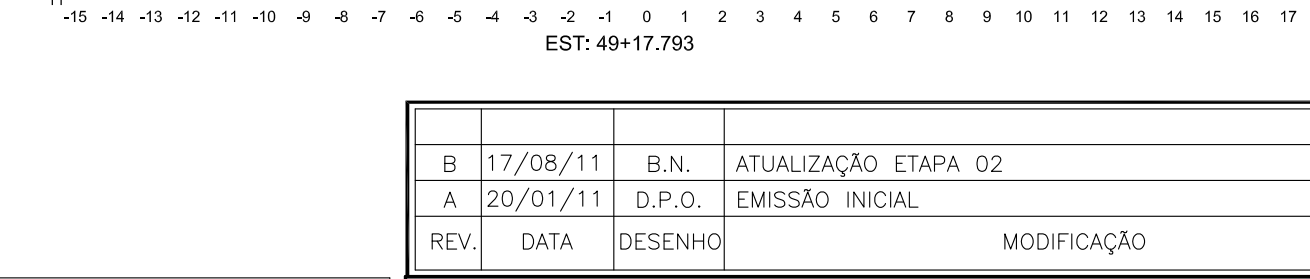 -15 -14 -13 -12 -11 -10 -9 -8 -7 -6 -5 -4 -3 -2 -1 0 1 2 3 4 5 6 7 8 9 10 11 12 13 14 15 16 17
EST: 49+17.793
B 17/08/11 B.N. ATUALIZAÇÃO ETAPA 02
A 20/01/11 D.P.O. EMISSÃO INICIAL
REV. DATA DESENHO MODIFICAÇÃO